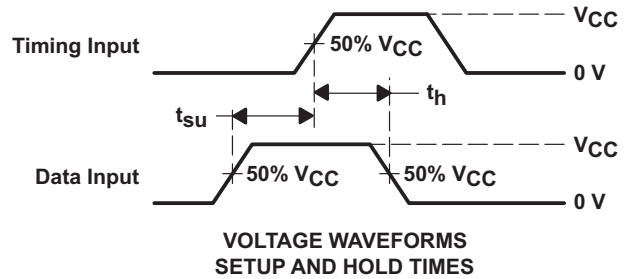 VCC
Timing Input
50% VCC
0 V
th
tsu
VCC
Data Input
50% VCC
50% VCC
0 V
VOLTAGE WAVEFORMS
SETUP AND HOLD TIMES